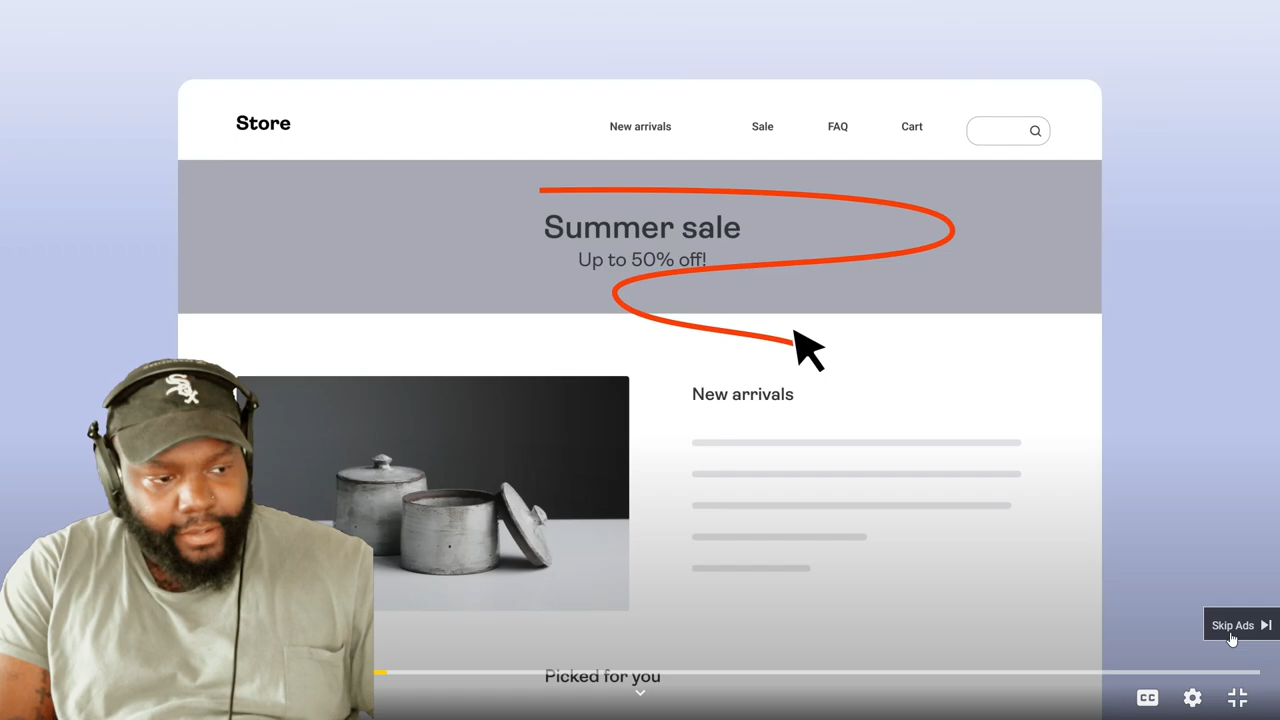 Store
New arrivals Sale FAQ Cart
Summer sale
Up to 50% off!
New arrivals
Sox
Skip Ads
Picked for you
CC